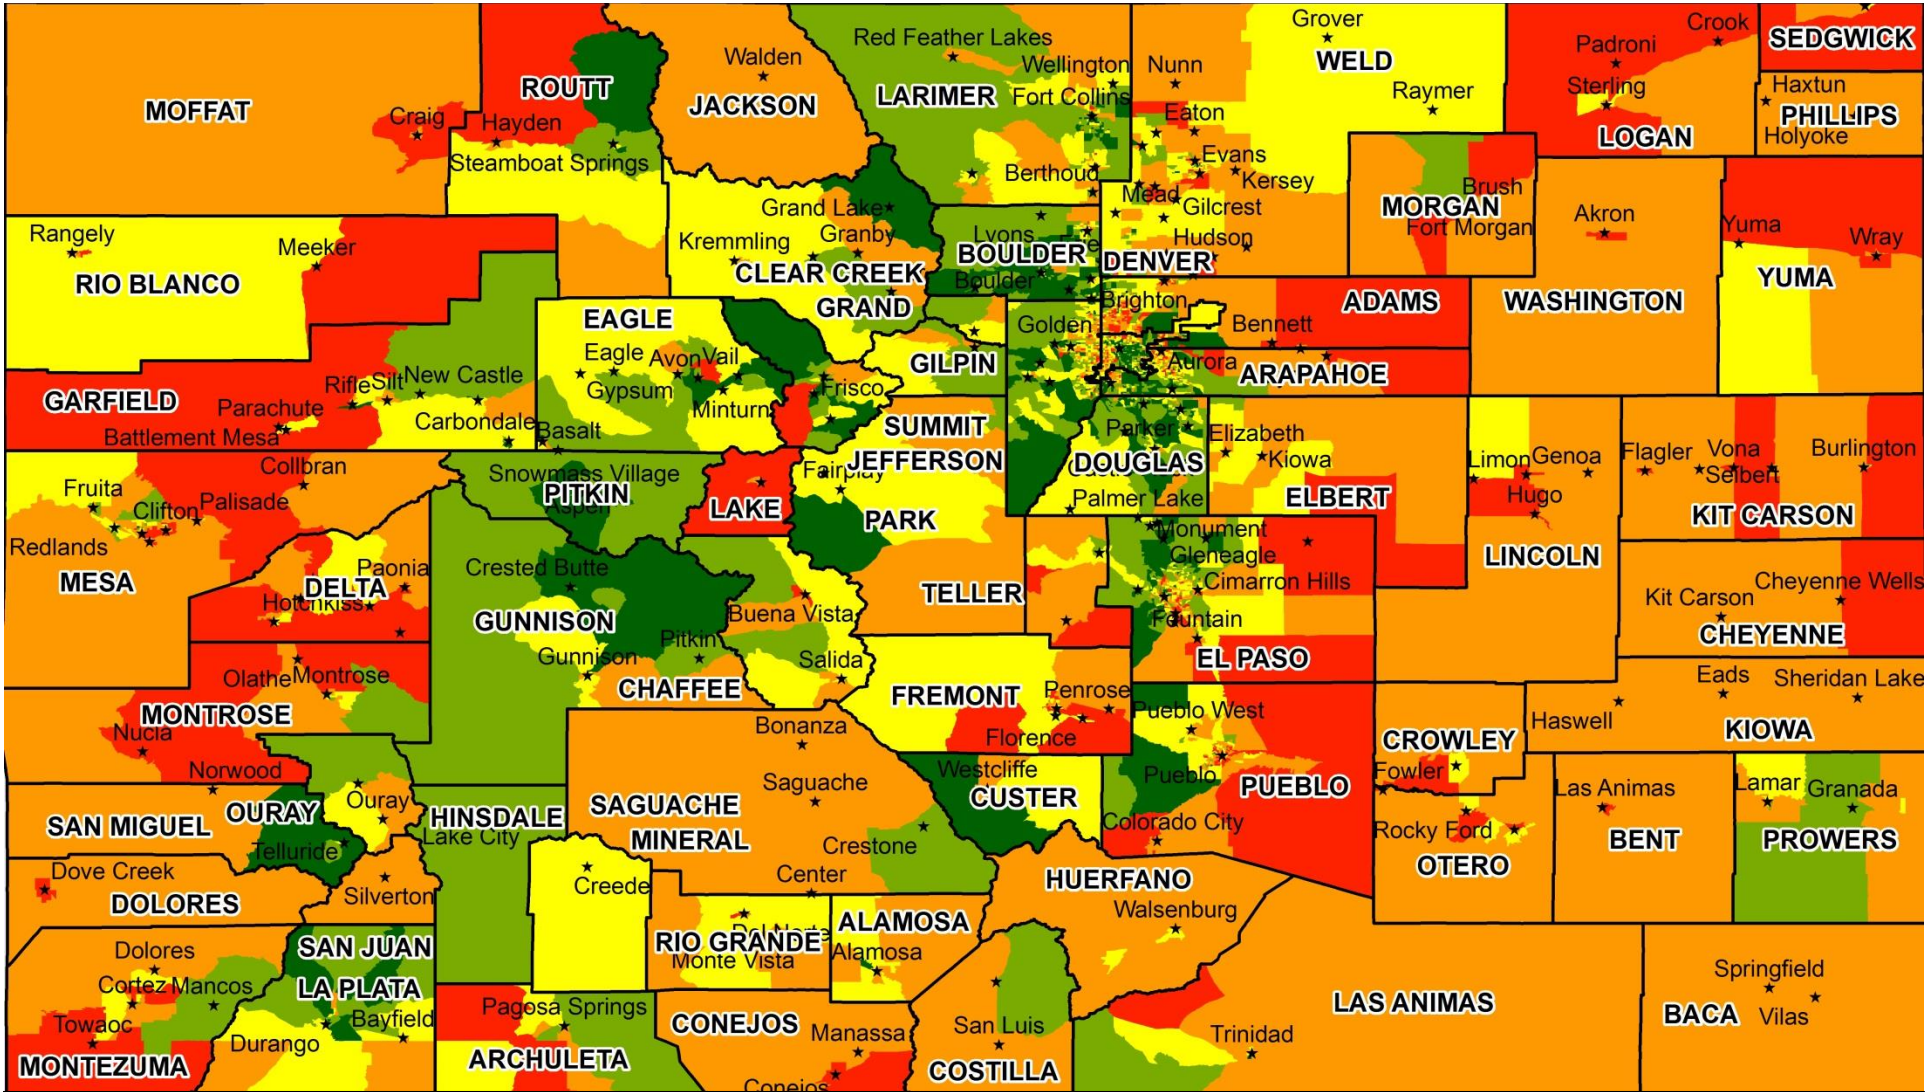 Grover
Crook
Padroni
SEDGWICK
Red Feather Lakes
Walden
Wellington
Nunn
WELD
Sterling
Haxtun
ROUTT
JACKSON
LARIMER
Fort Collins
Raymer
PHILLIPS
MOFFAT
Craig
Hayden
Eaton
LOGAN
Holyoke
Steamboat Springs
Berthoud
Evans
Kersey
Brush
Mead
Gilcrest
MORGAN
Fort Morgan
Akron
Grand Lake
Granby
Rangely
Meeker
Kremmling
Lyons
BOULDER
Hudson
DENVER
Yuma
Wray
RIO BLANCO
CLEAR CREEK
Boulder
YUMA
GRAND
Brighton
ADAMS
WASHINGTON
EAGLE
Golden
Bennett
Eagle
Avon
Vail
GILPIN
Aurora
ARAPAHOE
Rifle
Silt
New Castle
Gypsum
Frisco
GARFIELD
Parachute
Minturn
Battlement Mesa
Carbondale
Basalt
SUMMIT
Parker
Elizabeth
Kiowa
Flagler
Vona
Burlington
Collbran
Snowmass Village
JEFFERSON
Fairplay
DOUGLAS
Limon
Genoa
Seibert
Fruita
Palisade
PITKIN
Aspen
LAKE
Palmer Lake
ELBERT
Hugo
Clifton
PARK
KIT CARSON
Redlands
Monument
Gleneagle
LINCOLN
MESA
DELTA
Paonia
Crested Butte
TELLER
Cimarron Hills
Cheyenne Wells
Hotchkiss
GUNNISON
Buena Vista
Fountain
Kit Carson
CHEYENNE
Pitkin
Gunnison
Salida
EL PASO
Olathe
Montrose
CHAFFEE
FREMONT
Penrose
Eads
Sheridan Lake
MONTROSE
Bonanza
Pueblo West
Haswell
KIOWA
Nucla
Florence
CROWLEY
Norwood
Saguache
Westcliffe
Pueblo
PUEBLO
Fowler
Ouray
CUSTER
Las Animas
Lamar
Granada
OURAY
SAGUACHE
SAN MIGUEL
HINSDALE
Lake City
MINERAL
Crestone
Colorado City
Rocky Ford
BENT
PROWERS
Telluride
OTERO
Dove Creek
Creede
Center
HUERFANO
DOLORES
Silverton
Walsenburg
ALAMOSA
Dolores
SAN JUAN
RIO GRANDE
Del Norte
Monte Vista
Alamosa
Springfield
Cortez
Mancos
LA PLATA
Pagosa Springs
LAS ANIMAS
BACA
Vilas
Towaoc
Durango
Bayfield
CONEJOS
Manassa
San Luis
Trinidad
MONTEZUMA
ARCHULETA
COSTILLA
Conejos